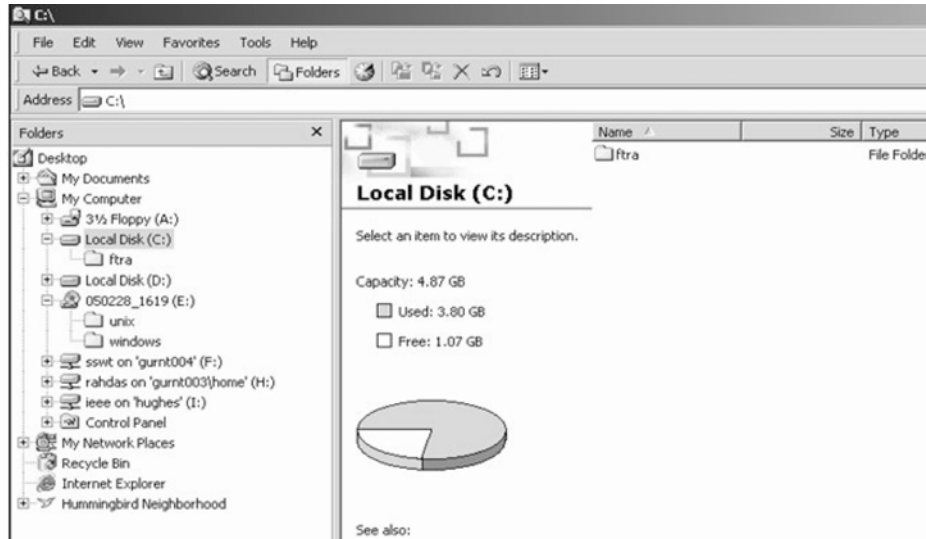 C:\
File Edit View Favorites Tools Help
Back Search Folders
Address C:\
Folders
Desktop
My Documents
My Computer
3½ Floppy (A:)
Local Disk (C:)
ftra
Local Disk (D:)
050228_1619 (E:)
unix
windows
sswt on 'gurnt004' (F:)
rahdas on 'gurnt003\home' (H:)
ieee on 'hughes' (I:)
Control Panel
My Network Places
Recycle Bin
Internet Explorer
Hummingbird Neighborhood
Local Disk (C:)
Select an item to view its description.
Capacity: 4.87 GB
Used: 3.80 GB
Free: 1.07 GB
See also:
Name Size Type
ftra File Folde